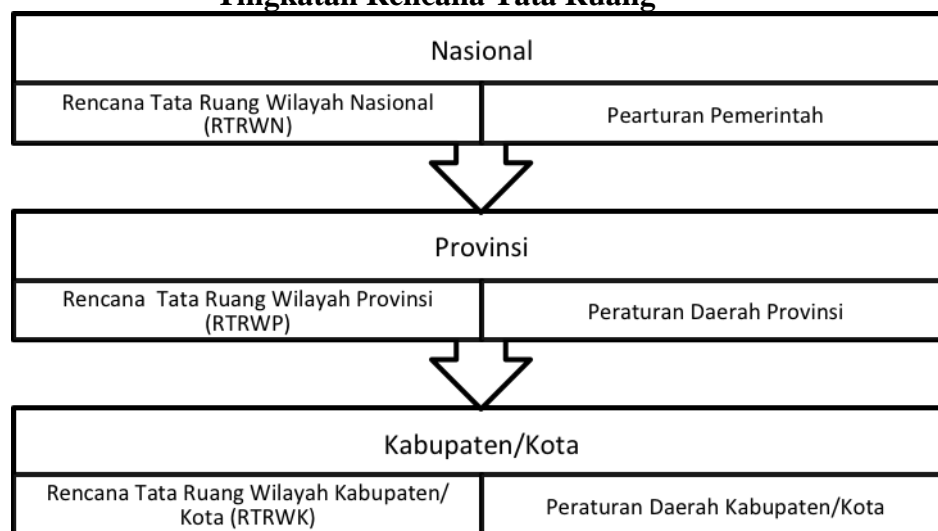 Tingkatan Rencana Tata Ruang
Nasional
Rencana Tata Ruang Wilayah Nasional
(RTRWN)
Pearturan Pemerintah
Provinsi
Rencana Tata Ruang Wilayah Provinsi
(RTRWP)
Peraturan Daerah Provinsi
Kabupaten/Kota
Rencana Tata Ruang Wilayah Kabupaten/
Kota (RTRWK)
Peraturan Daerah Kabupaten/Kota